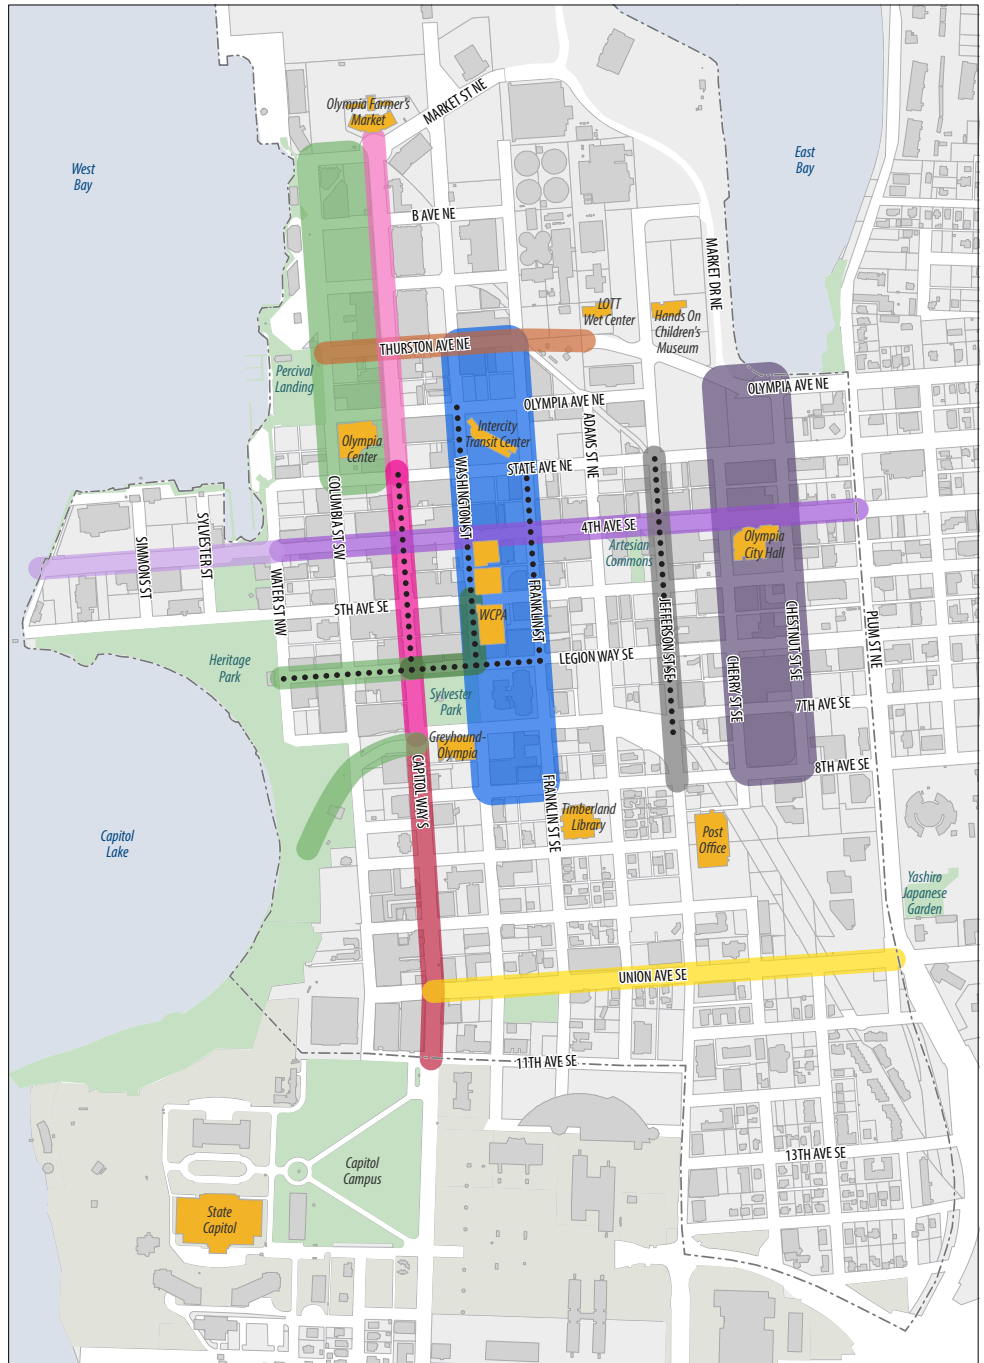 Olympia Farmer's
Market
MARKET ST NE
West
Bay
East
Bay
B AVE NE
MARKET DR NE
LOTT
Wet Center
Hands On
Children's
Museum
THURSTON AVE NE
Percival
Landing
OLYMPIA AVE NE
OLYMPIA AVE NE
ADAMS ST NE
Olympia
Center
Intercity
Transit Center
STATE AVE NE
COLUMBIA ST SW
WASHINGTON ST
4TH AVE SE
SIMMONS ST
SYLVESTER ST
Artesian
Commons
Olympia
City Hall
WATER ST NW
5TH AVE SE
WCPA
FRANKLIN ST
JEFFERSON ST SE
CHESTNUT ST SE
PLUM ST NE
Heritage
Park
LEGION WAY SE
CHERRY ST SE
Sylvester
Park
7TH AVE SE
Greyhound-
Olympia
CAPITOL WAY S
8TH AVE SE
FRANKLIN ST SE
Timberland
Library
Post
Office
Capitol
Lake
Yashiro
Japanese
Garden
UNION AVE SE
11TH AVE SE
Capitol
Campus
13TH AVE SE
State
Capitol